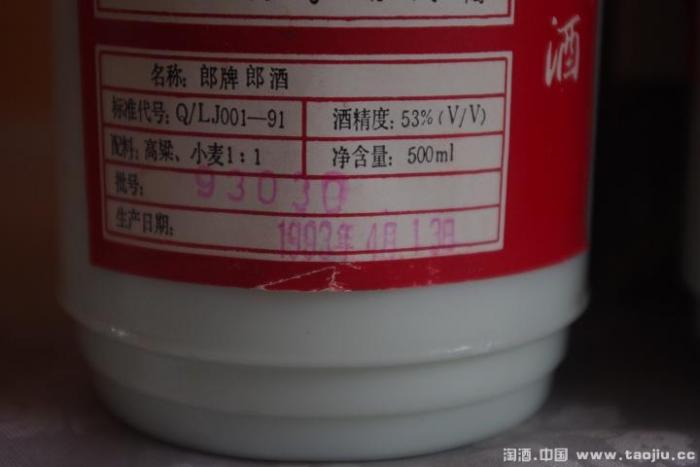 酒
名称：郎牌郎酒
标准代号：Q/LJ001—91
酒精度：53%（V/V）
配料：高粱、小麦1：1
净含量：500ml
批号：93030
生产日期：1993年4月13日
淘酒.中国 www.taojiu.cc